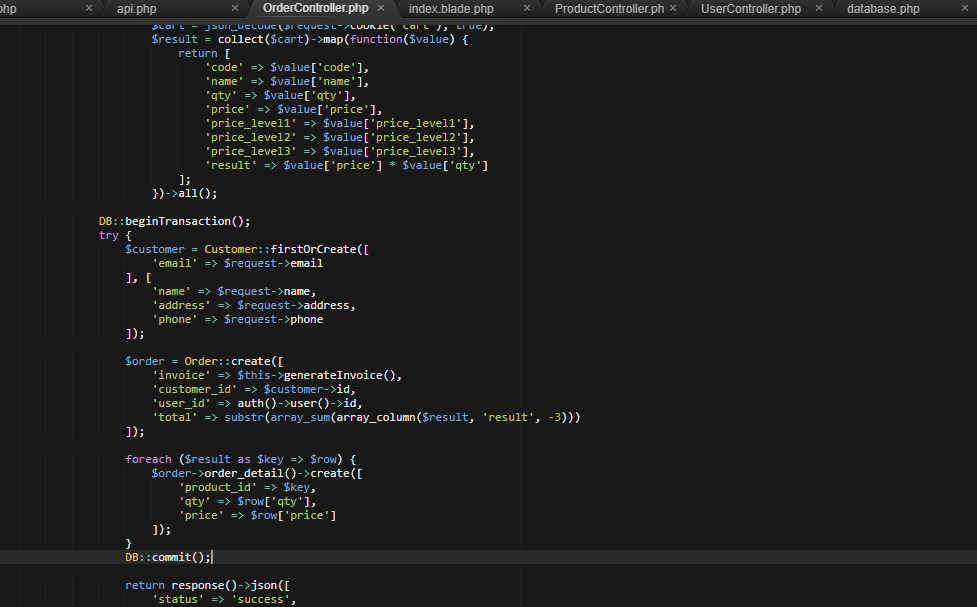 php × api.php × OrderController.php × index.blade.php × ProductController.ph × UserController.php × database.php ×
$cart = json_decode($request->cookie('cart'), true);
$result = collect($cart)->map(function($value) {
return [
'code' => $value['code'],
'name' => $value['name'],
'qty' => $value['qty'],
'price' => $value['price'],
'price_level1' => $value['price_level1'],
'price_level2' => $value['price_level2'],
'price_level3' => $value['price_level3'],
'result' => $value['price'] * $value['qty']
];
})->all();
DB::beginTransaction();
try {
$customer = Customer::firstOrCreate([
'email' => $request->email
], [
'name' => $request->name,
'address' => $request->address,
'phone' => $request->phone
]);
$order = Order::create([
'invoice' => $this->generateInvoice(),
'customer_id' => $customer->id,
'user_id' => auth()->user()->id,
'total' => substr(array_sum(array_column($result, 'result', -3)))
]);
foreach ($result as $key => $row) {
$order->order_detail()->create([
'product_id' => $key,
'qty' => $row['qty'],
'price' => $row['price']
]);
}
DB::commit();
return response()->json([
'status' => 'success',